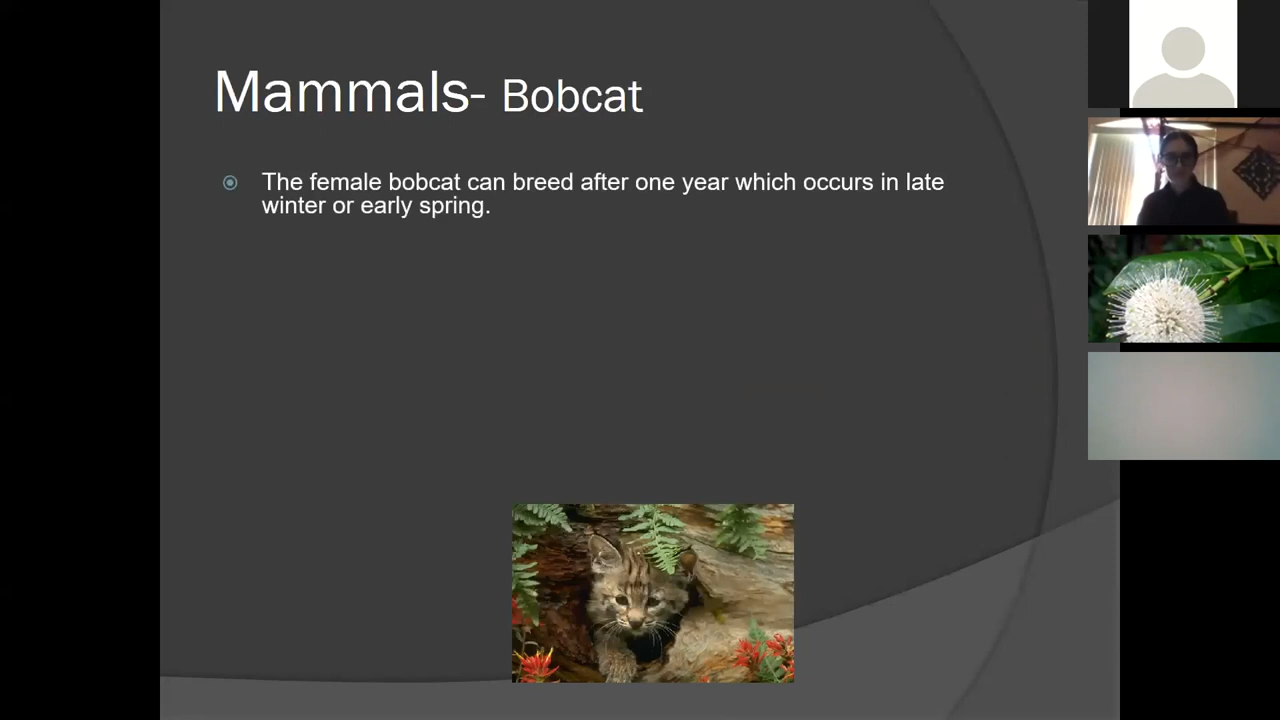 Mammals- Bobcat
The female bobcat can breed after one year which occurs in late
winter or early spring.